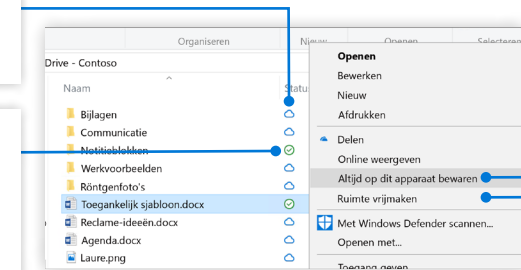 Organiseren Nieuw Openen Selecteren
Drive - Contoso
Naam Status
Bijlagen
Communicatie
Notitieblokken
Werkvoorbeelden
Röntgenfoto's
Toegankelijk sjabloon.docx
Reclame-ideeën.docx
Agenda.docx
Laure.png
Openen
Bewerken
Nieuw
Afdrukken
Delen
Online weergeven
Altijd op dit apparaat bewaren
Ruimte vrijmaken
Met Windows Defender scannen...
Openen met...
Toegang geven